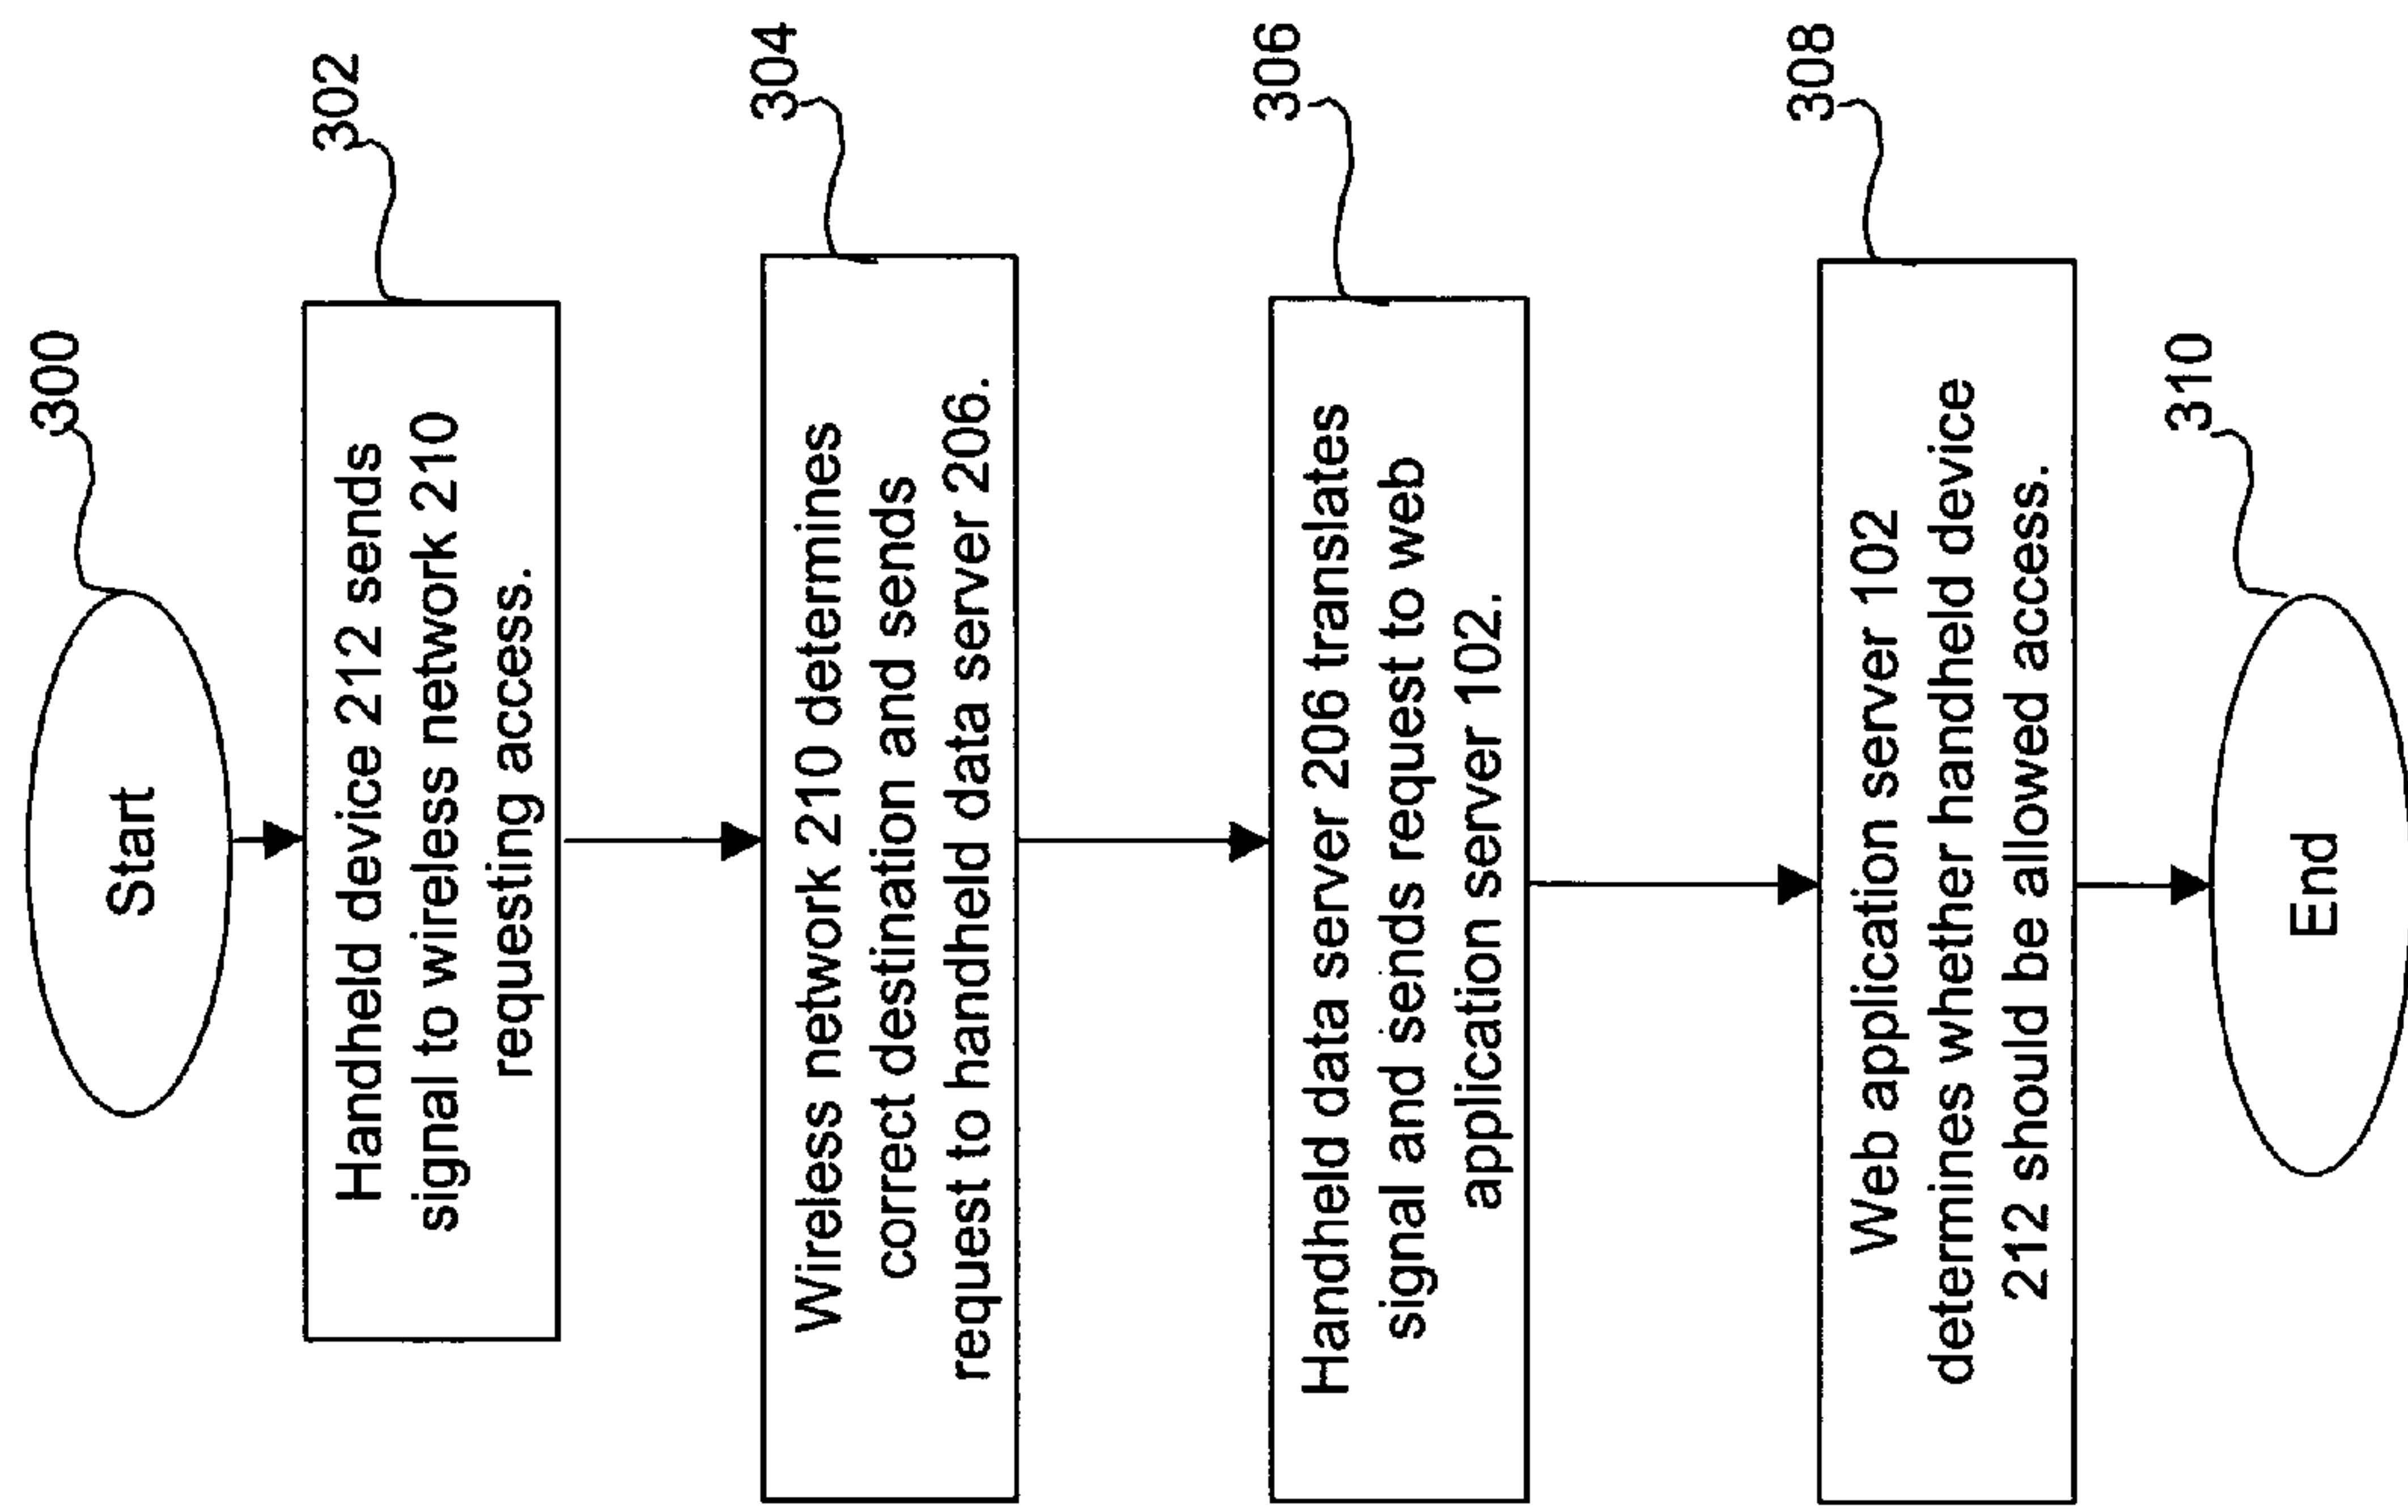 300
Start
302
Handheld device 212 sends
signal to wireless network 210
requesting access.
304
Wireless network 210 determines
correct destination and sends
request to handheld data server 206.
306
Handheld data server 206 translates
signal and sends request to web
application server 102.
308
Web application server 102
determines whether handheld device
212 should be allowed access.
310
End